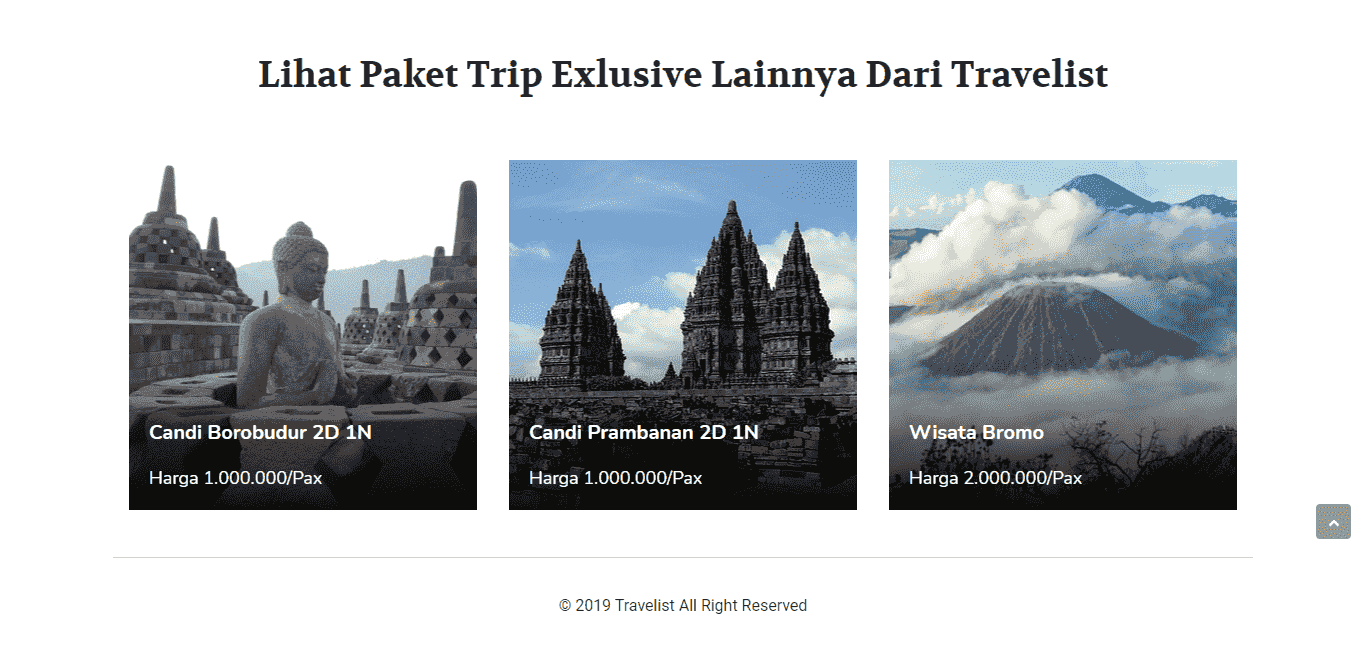 Lihat Paket Trip Exlusive Lainnya Dari Travelist
Candi Borobudur 2D 1N
Harga 1.000.000/Pax
Candi Prambanan 2D 1N
Harga 1.000.000/Pax
Wisata Bromo
Harga 2.000.000/Pax
© 2019 Travelist All Right Reserved